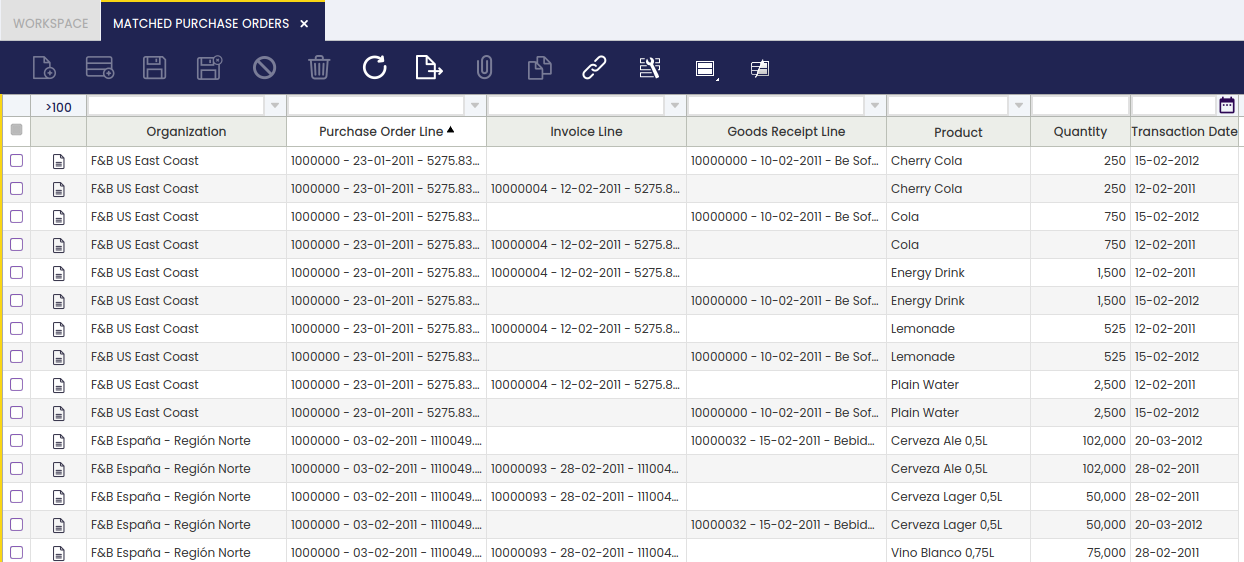 WORKSPACE MATCHED PURCHASE ORDERS ×
>100
Organization Purchase Order Line Invoice Line Goods Receipt Line Product Quantity Transaction Date
F&B US East Coast 1000000 - 23-01-2011 - 5275.83... 10000000 - 10-02-2011 - Be Sof... Cherry Cola 250 15-02-2012
F&B US East Coast 1000000 - 23-01-2011 - 5275.83... 10000004 - 12-02-2011 - 5275.8... Cherry Cola 250 12-02-2011
F&B US East Coast 1000000 - 23-01-2011 - 5275.83... 10000000 - 10-02-2011 - Be Sof... Cola 750 15-02-2012
F&B US East Coast 1000000 - 23-01-2011 - 5275.83... 10000004 - 12-02-2011 - 5275.8... Cola 750 12-02-2011
F&B US East Coast 1000000 - 23-01-2011 - 5275.83... 10000004 - 12-02-2011 - 5275.8... Energy Drink 1,500 12-02-2011
F&B US East Coast 1000000 - 23-01-2011 - 5275.83... 10000000 - 10-02-2011 - Be Sof... Energy Drink 1,500 15-02-2012
F&B US East Coast 1000000 - 23-01-2011 - 5275.83... 10000004 - 12-02-2011 - 5275.8... Lemonade 525 12-02-2011
F&B US East Coast 1000000 - 23-01-2011 - 5275.83... 10000000 - 10-02-2011 - Be Sof... Lemonade 525 15-02-2012
F&B US East Coast 1000000 - 23-01-2011 - 5275.83... 10000004 - 12-02-2011 - 5275.8... Plain Water 2,500 12-02-2011
F&B US East Coast 1000000 - 23-01-2011 - 5275.83... 10000000 - 10-02-2011 - Be Sof... Plain Water 2,500 15-02-2012
F&B España - Región Norte 1000000 - 03-02-2011 - 1110049.... 10000032 - 15-02-2011 - Bebid... Cerveza Ale 0,5L 102,000 20-03-2012
F&B España - Región Norte 1000000 - 03-02-2011 - 1110049.... 10000093 - 28-02-2011 - 111004... Cerveza Ale 0,5L 102,000 28-02-2011
F&B España - Región Norte 1000000 - 03-02-2011 - 1110049.... 10000093 - 28-02-2011 - 111004... Cerveza Lager 0,5L 50,000 28-02-2011
F&B España - Región Norte 1000000 - 03-02-2011 - 1110049.... 10000032 - 15-02-2011 - Bebid... Cerveza Lager 0,5L 50,000 20-03-2012
F&B España - Región Norte 1000000 - 03-02-2011 - 1110049.... 10000093 - 28-02-2011 - 111004... Vino Blanco 0,75L 75,000 28-02-2011